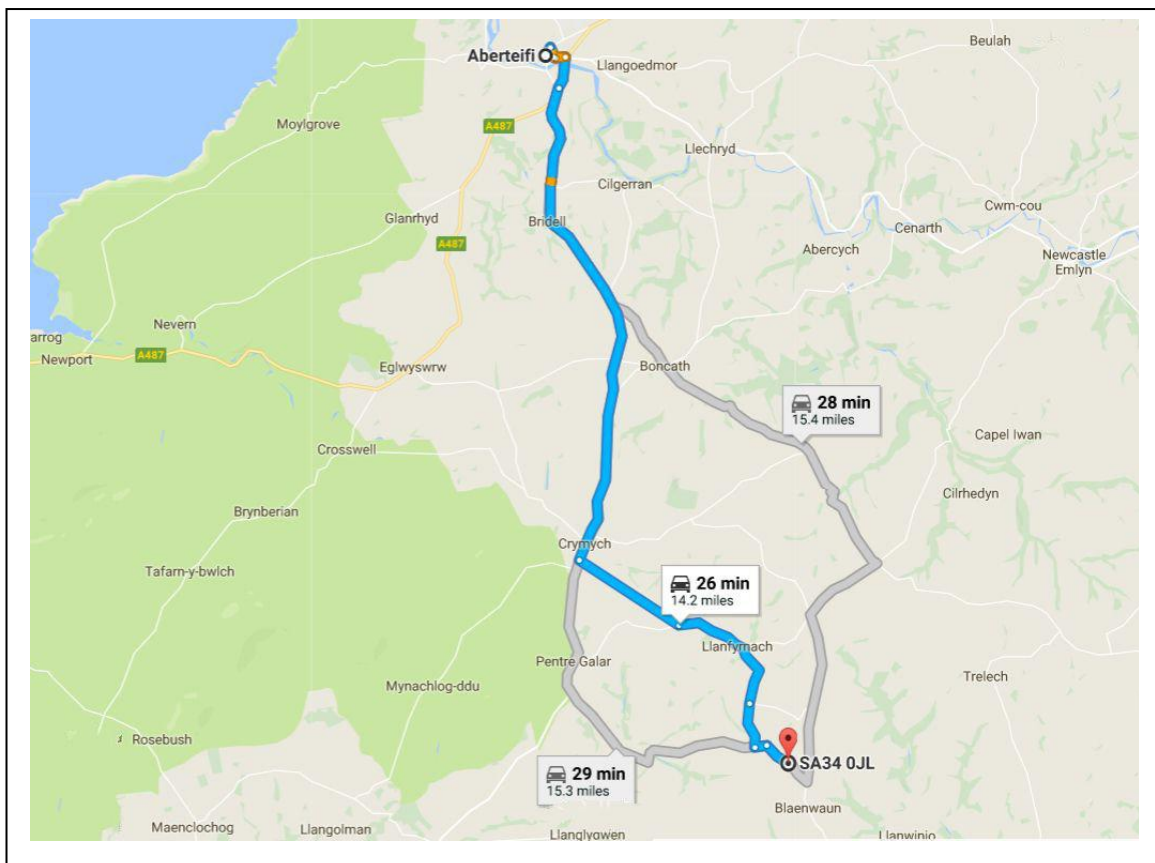 Aberteifi
Beulah
Llangoedmor
Moylgrove
A487
Llechryd
Cilgerran
Cwm-cou
Glanrhyd
Bridell
Cenarth
A487
Abercych
Newcastle
Emlyn
Nevern
arrog
Newport
A487
Eglwyswrw
Boncath
28 min
15.4 miles
Crosswell
Capel Iwan
Cilrhedyn
Brynberian
Crymych
Tafarn-y-bwlch
26 min
14.2 miles
Llanfyrnach
Pentre Galar
Mynachlog-ddu
Trelech
Rosebush
SA34 0JL
29 min
15.3 miles
Blaenwaun
Maenclochog
Llangolman
Llanglydwen
Llanwinio